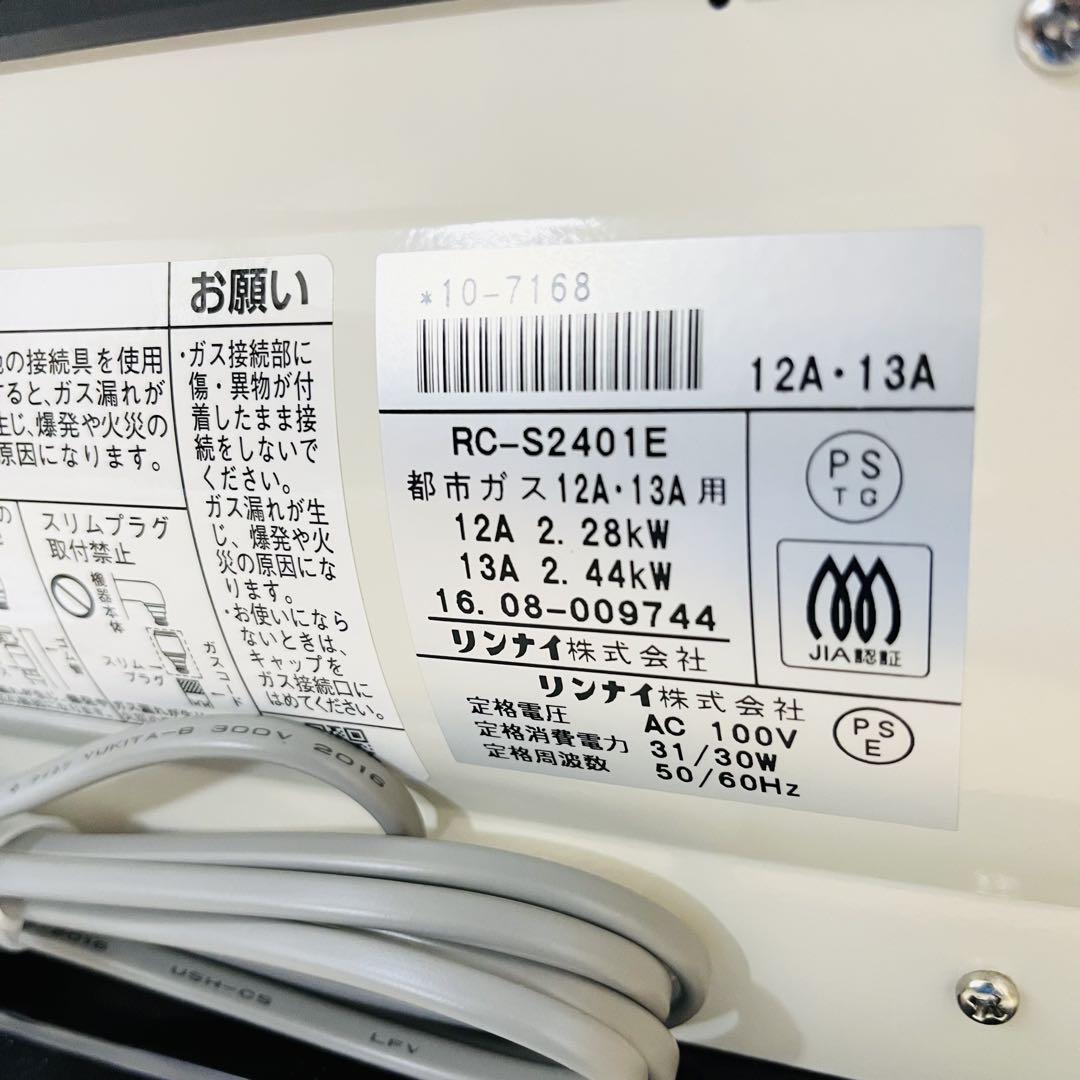 の接続具を使用
すると、ガス漏れが
生じ、爆発や火災の
原因になります。
スリムプラグ
取付禁止
機器本体
スリム
プラグ
ガスコード
お願い
・ガス接続部に
傷・異物が付
着したまま接
続をしないで
ください。
ガス漏れが生
じ、爆発や火
災の原因にな
ります。
・お使いになら
ないときは、
キャップを
ガス接続口に
はめてください。
*10-7168
12A・13A
RC-S2401E
都市ガス12A・13A用
12A 2.28kW
13A 2.44kW
16.08-009744
リンナイ株式会社
PS
TG
JIA認証
リンナイ株式会社
定格電圧 AC 100V
定格消費電力 31/30W
定格周波数 50/60Hz
PS
E
YUKITA-B 300V 2016
2016 USH-CS LFV